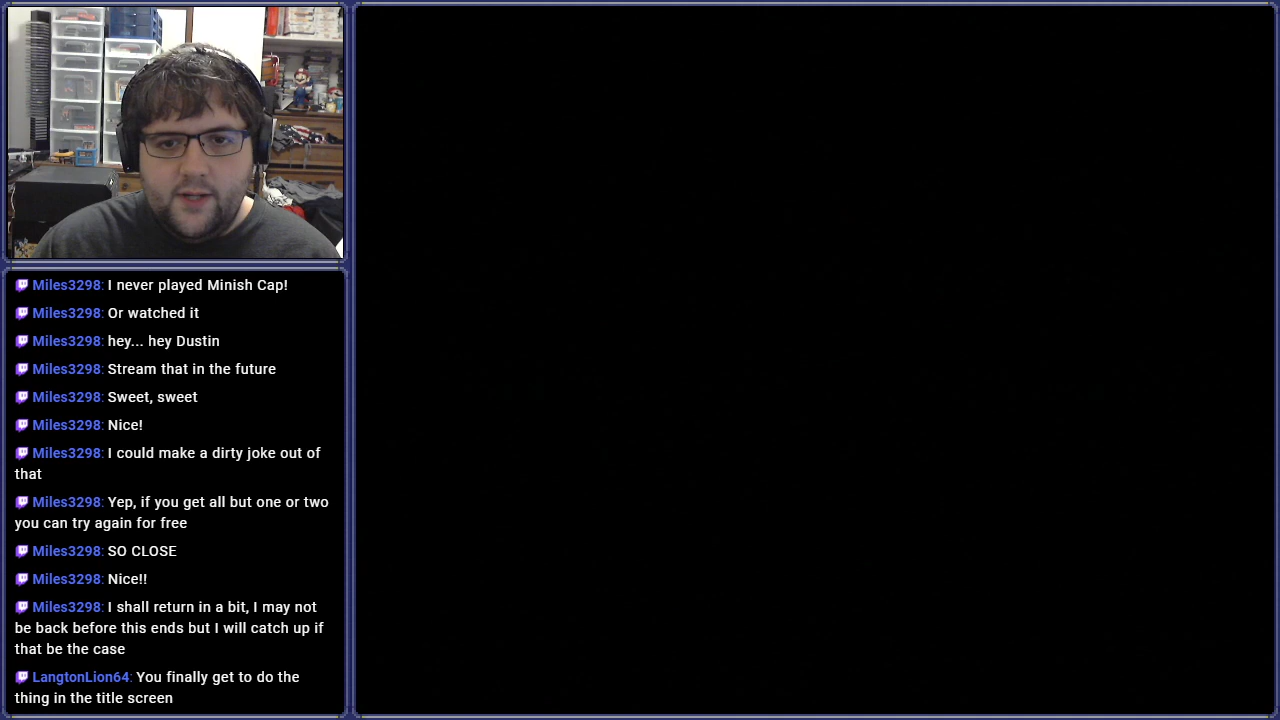 Miles3298: I never played Minish Cap!
Miles3298: Or watched it
Miles3298: hey... hey Dustin
Miles3298: Stream that in the future
Miles3298: Sweet, sweet
Miles3298: Nice!
Miles3298: I could make a dirty joke out of
that
Miles3298: Yep, if you get all but one or two
you can try again for free
Miles3298: SO CLOSE
Miles3298: Nice!!
Miles3298: I shall return in a bit, I may not
be back before this ends but I will catch up if
that be the case
LangtonLion64: You finally get to do the
thing in the title screen